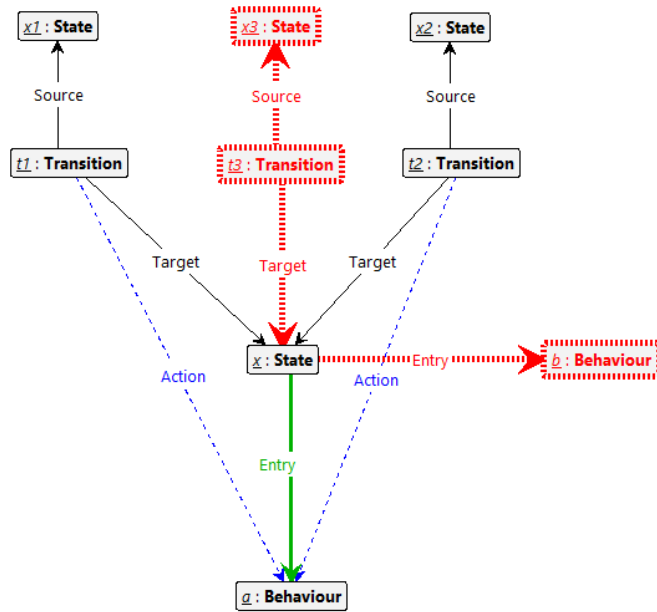 x1 : State
x3 : State
x2 : State
Source
Source
Source
t1 : Transition
t3 : Transition
t2 : Transition
Target
Target
Target
x : State
Entry
b : Behaviour
Action
Action
Entry
a : Behaviour